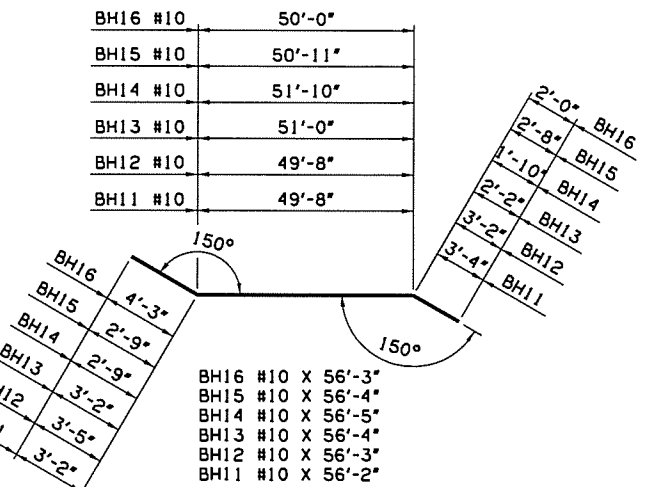 BH16 #10 50'-0"
BH15 #10 50'-11"
BH14 #10 51'-10"
BH13 #10 51'-0"
BH12 #10 49'-8"
BH11 #10 49'-8"
2'-0" BH16
2'-8" BH15
1'-10" BH14
2'-2" BH13
3'-2" BH12
3'-4" BH11
150°
BH16 4'-3"
BH15 2'-9"
BH14 2'-9"
BH13 3'-2"
3'-5"
3'-2"
150°
BH16 #10 X 56'-3"
BH15 #10 X 56'-4"
BH14 #10 X 56'-5"
BH13 #10 X 56'-4"
BH12 #10 X 56'-3"
BH11 #10 X 56'-2"